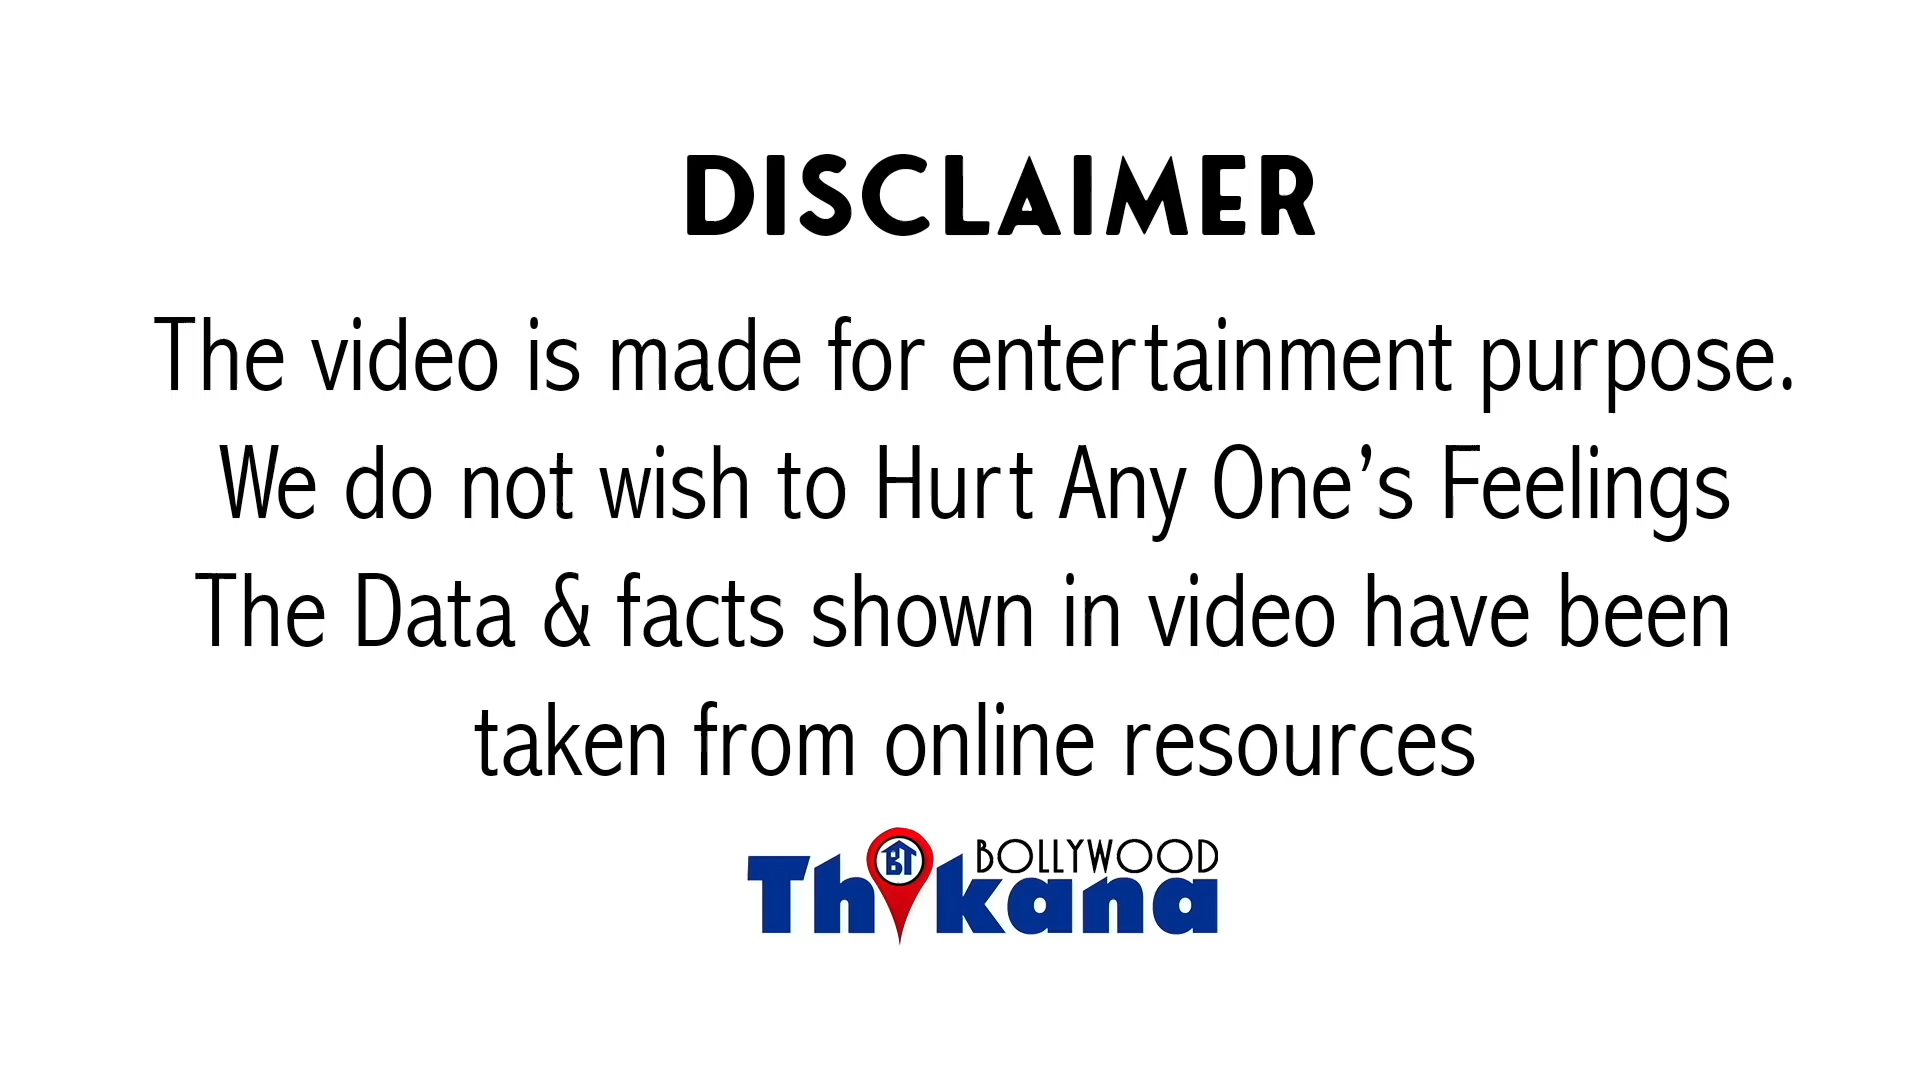 DISCLAIMER
The video is made for entertainment purpose.
We do not wish to Hurt Any One’s Feelings
The Data & facts shown in video have been
taken from online resources
BT BOLLYWOOD
Thikana